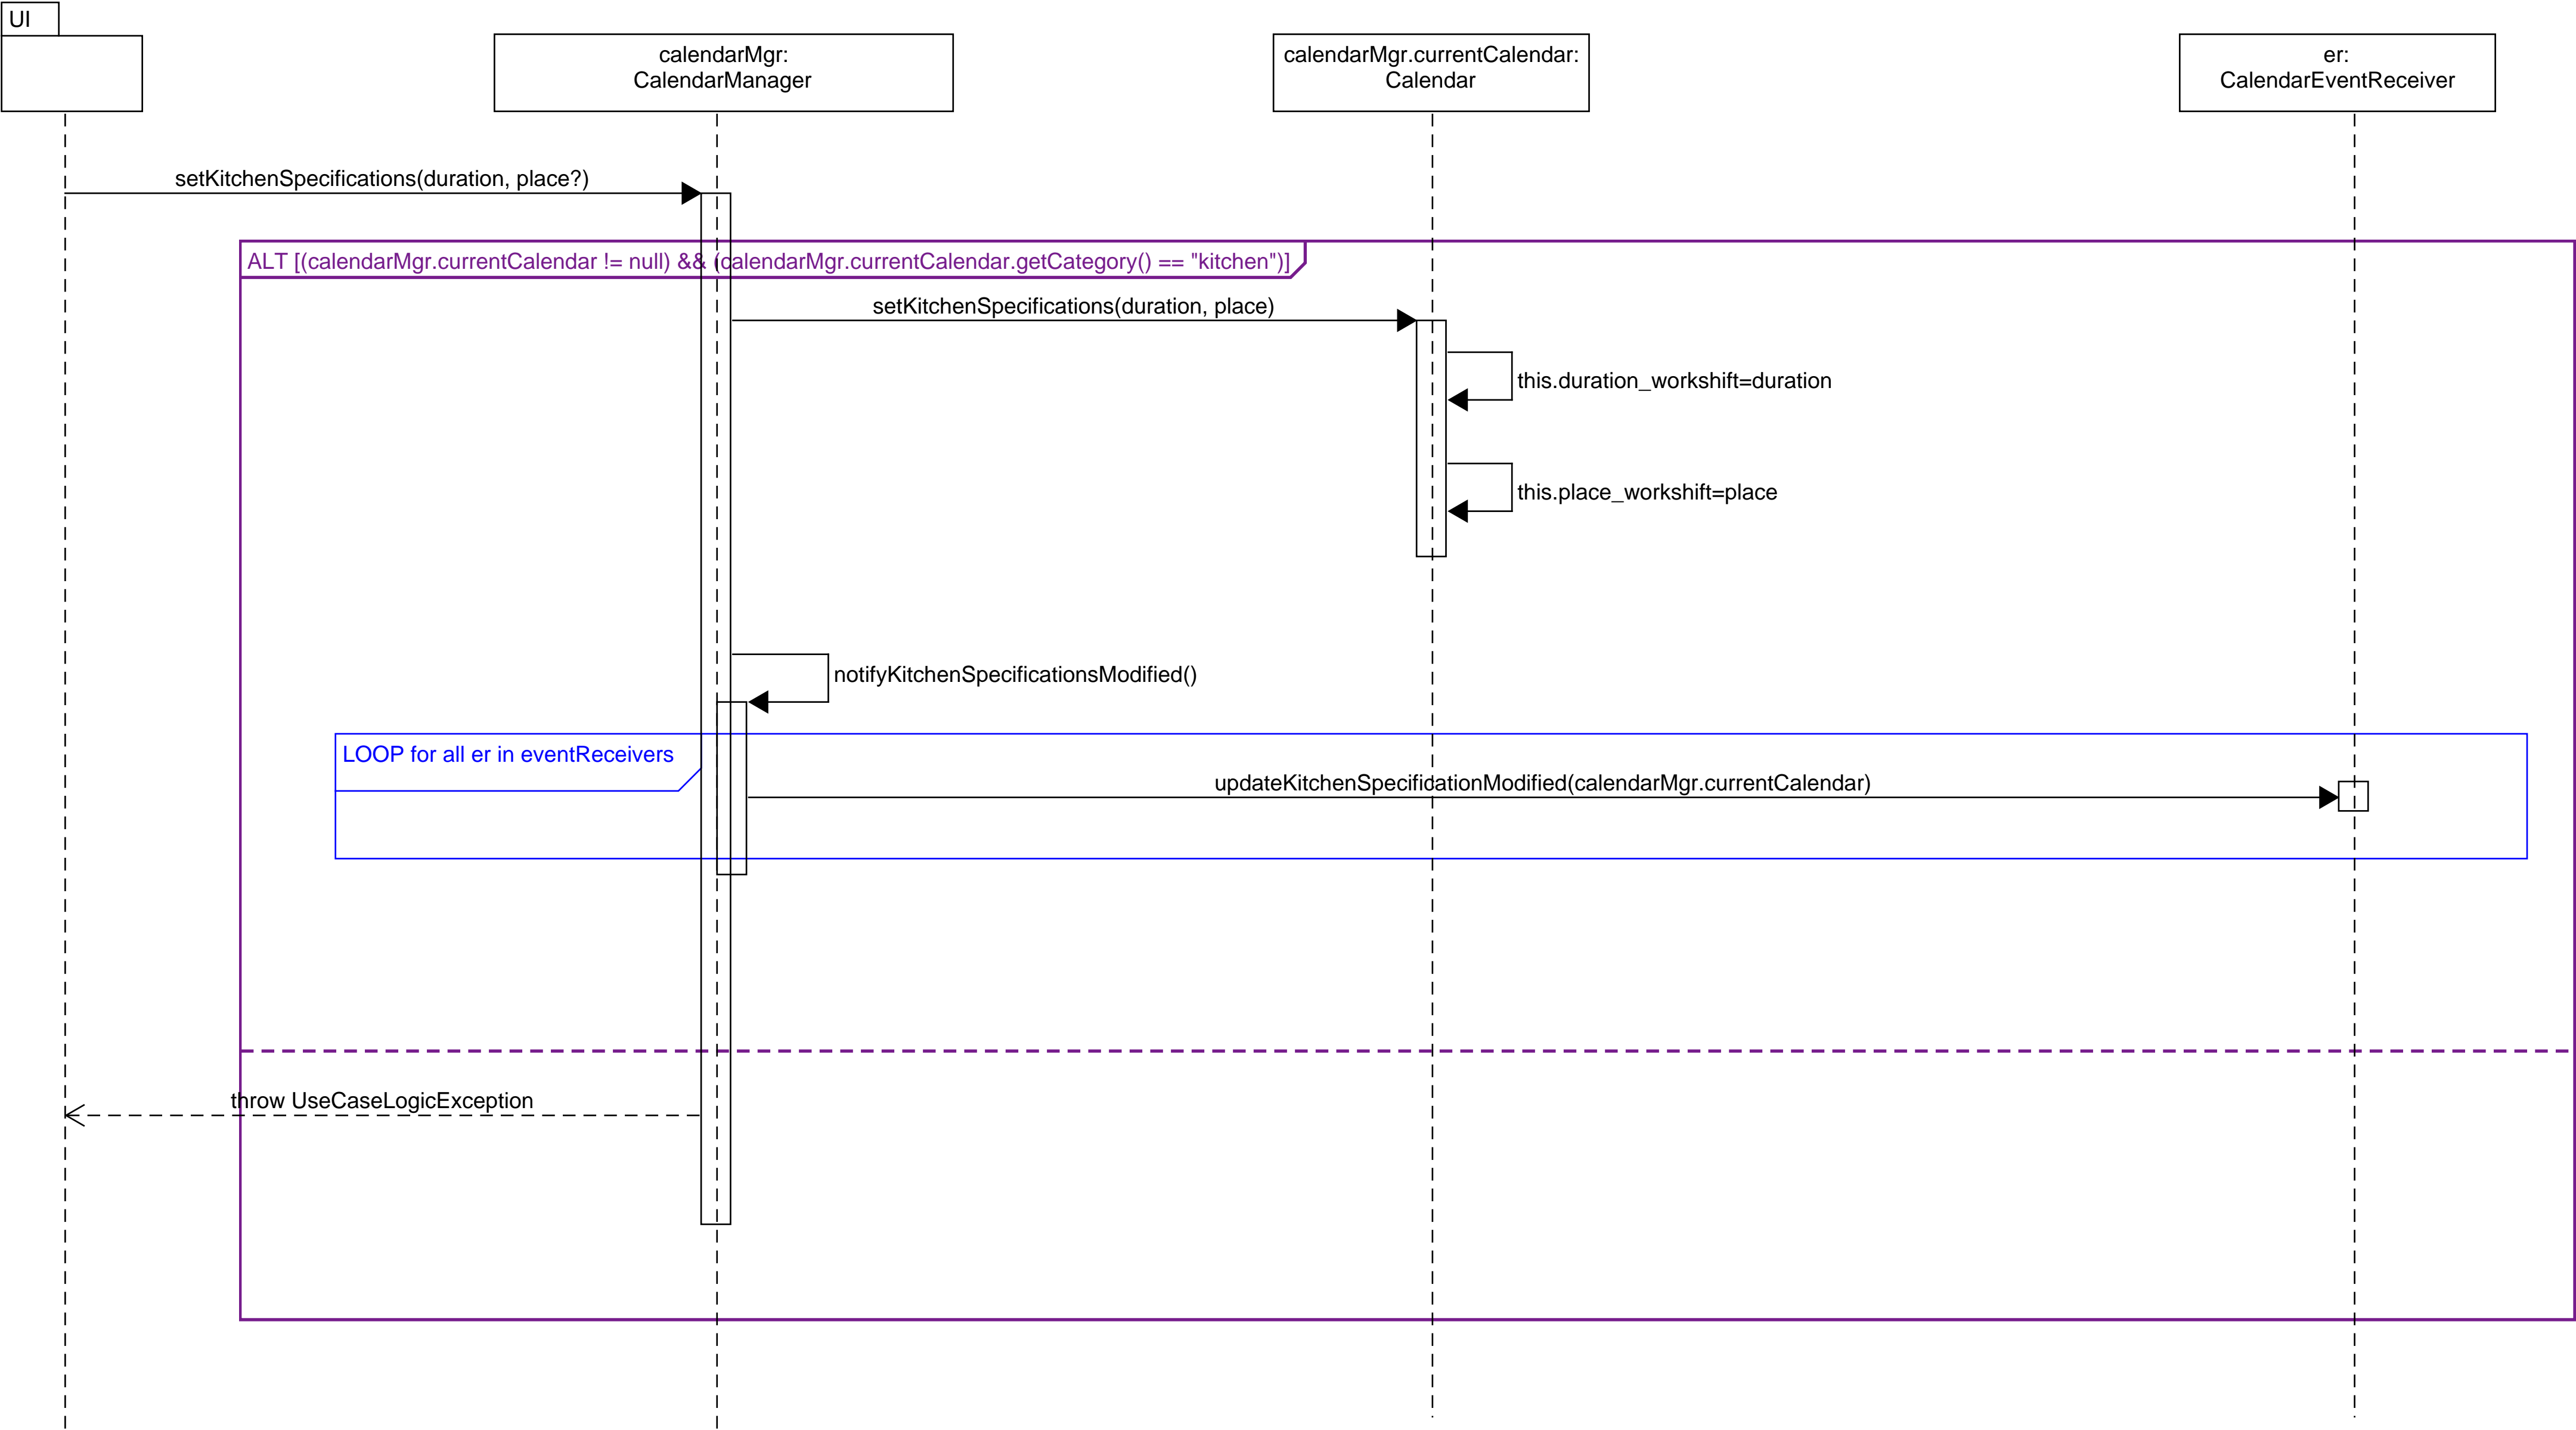 UI
calendarMgr:
CalendarManager
calendarMgr.currentCalendar:
Calendar
er:
CalendarEventReceiver
setKitchenSpecifications(duration, place?)
ALT [(calendarMgr.currentCalendar != null) && (calendarMgr.currentCalendar.getCategory() == "kitchen")]
setKitchenSpecifications(duration, place)
this.duration_workshift=duration
this.place_workshift=place
notifyKitchenSpecificationsModified()
LOOP for all er in eventReceivers
updateKitchenSpecificationModified(calendarMgr.currentCalendar)
throw UseCaseLogicException